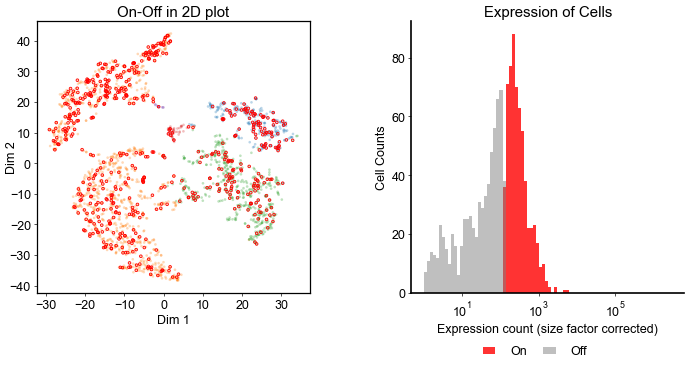 On-Off in 2D plot
40
30
20
10
0
−10
−20
−30
−40
Dim 2
−30 −20 −10 0 10 20 30
Dim 1
Expression of Cells
80
60
40
20
0
Cell Counts
10^1 10^3 10^5
Expression count (size factor corrected)
On Off